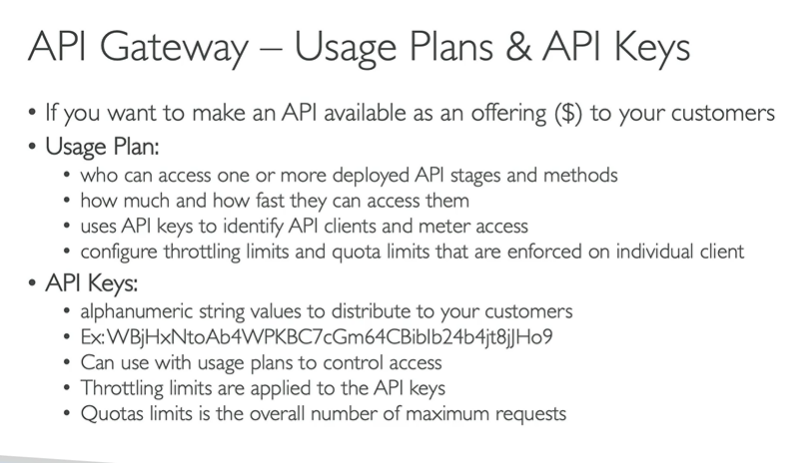 API Gateway – Usage Plans & API Keys
• If you want to make an API available as an offering ($) to your customers
• Usage Plan:
• who can access one or more deployed API stages and methods
• how much and how fast they can access them
• uses API keys to identify API clients and meter access
• configure throttling limits and quota limits that are enforced on individual client
• API Keys:
• alphanumeric string values to distribute to your customers
• Ex: WBjHxNtoAb4WPKBC7cGm64CBibIb24b4jt8jJHo9
• Can use with usage plans to control access
• Throttling limits are applied to the API keys
• Quotas limits is the overall number of maximum requests